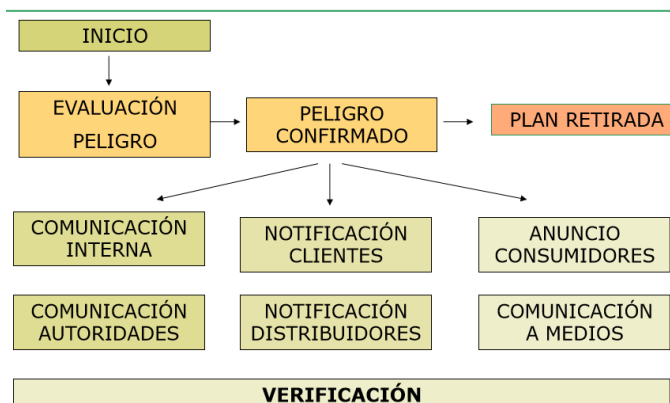 INICIO
EVALUACIÓN
PELIGRO
PELIGRO
CONFIRMADO
PLAN RETIRADA
COMUNICACIÓN
INTERNA
NOTIFICACIÓN
CLIENTES
ANUNCIO
CONSUMIDORES
COMUNICACIÓN
AUTORIDADES
NOTIFICACIÓN
DISTRIBUIDORES
COMUNICACIÓN
A MEDIOS
VERIFICACIÓN